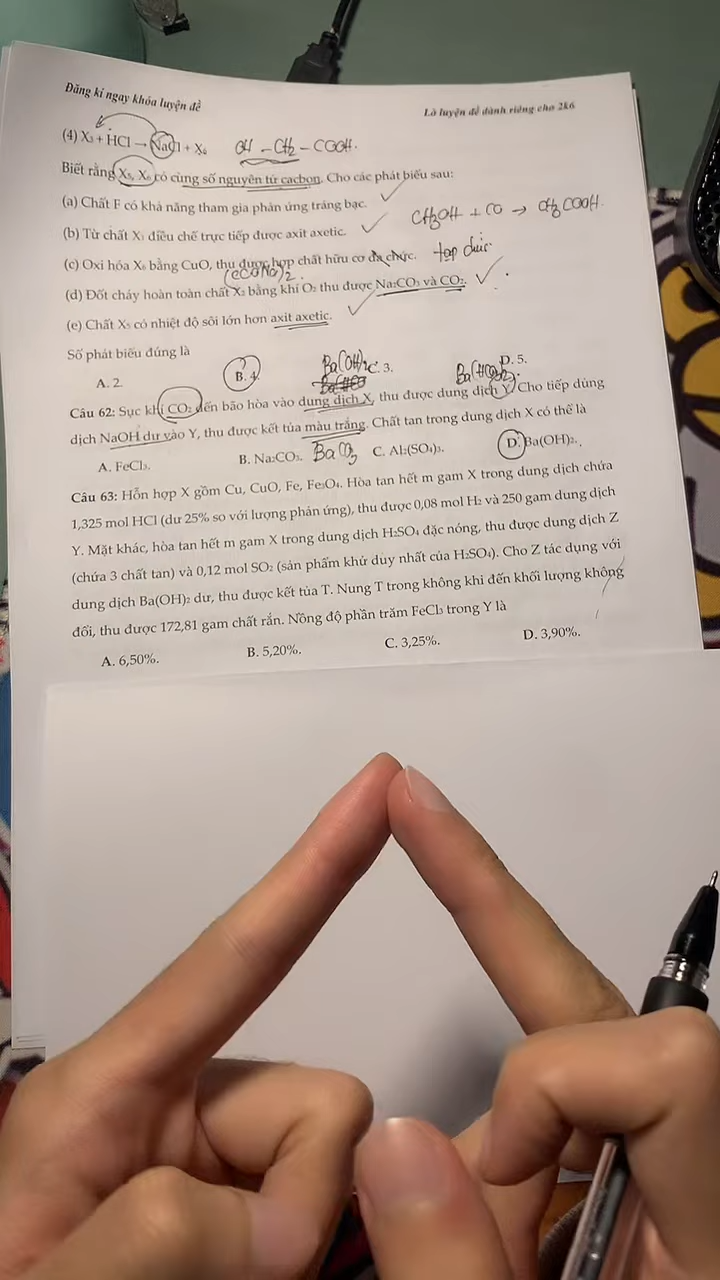 Đăng kí ngay khóa luyện đề
Lò luyện đề dành riêng cho 2k6
(4) X₅ + HCl → NaCl + X₆ OH – CH₂ – COOH.
Biết rằng X₅, X₆ có cùng số nguyên tử cacbon. Cho các phát biểu sau:
(a) Chất F có khả năng tham gia phản ứng tráng bạc.
CH₃OH + CO → CH₃COOH.
(b) Từ chất X₃ điều chế trực tiếp được axit axetic.
(c) Oxi hóa X₆ bằng CuO, thu được hợp chất hữu cơ đa chức. tạp chức
(d) Đốt cháy hoàn toàn chất X₂ bằng khí O₂ thu được Na₂CO₃ và CO₂.
(e) Chất X₅ có nhiệt độ sôi lớn hơn axit axetic.
Số phát biểu đúng là
A. 2. B. 4. C. 3. D. 5.
Ba(OH)₂ Ba(HCO₃)₂
Câu 62: Sục khí CO₂ đến bão hòa vào dung dịch X, thu được dung dịch Y. Cho tiếp dùng
dịch NaOH dư vào Y, thu được kết tủa màu trắng. Chất tan trong dung dịch X có thể là
A. FeCl₃. B. Na₂CO₃. BaCO₃ C. Al₂(SO₄)₃. D. Ba(OH)₂.
Câu 63: Hỗn hợp X gồm Cu, CuO, Fe, Fe₃O₄. Hòa tan hết m gam X trong dung dịch chứa
1,325 mol HCl (dư 25% so với lượng phản ứng), thu được 0,08 mol H₂ và 250 gam dung dịch
Y. Mặt khác, hòa tan hết m gam X trong dung dịch H₂SO₄ đặc nóng, thu được dung dịch Z
(chứa 3 chất tan) và 0,12 mol SO₂ (sản phẩm khử duy nhất của H₂SO₄). Cho Z tác dụng với
dung dịch Ba(OH)₂ dư, thu được kết tủa T. Nung T trong không khí đến khối lượng không
đổi, thu được 172,81 gam chất rắn. Nồng độ phần trăm FeCl₃ trong Y là
A. 6,50%. B. 5,20%. C. 3,25%. D. 3,90%.